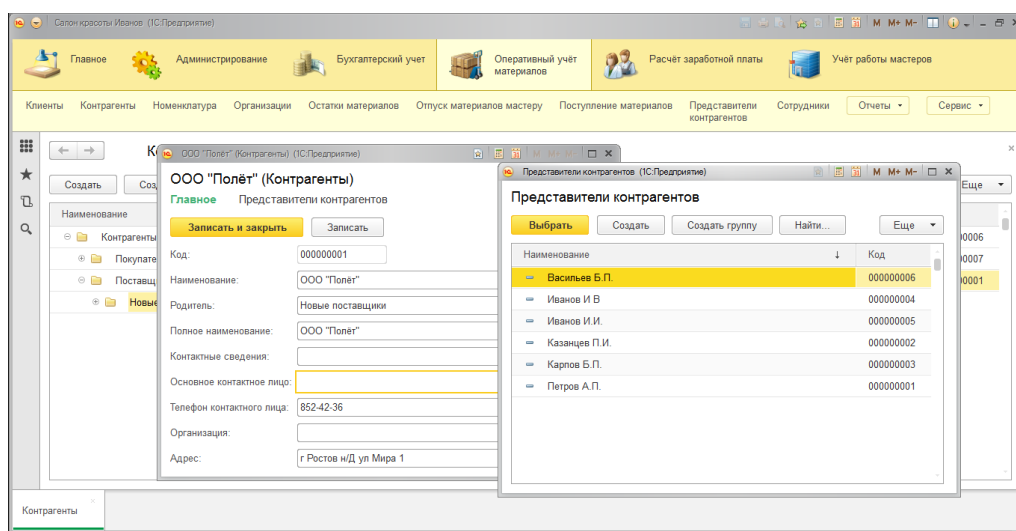 Салон красоты Иванов (1С:Предприятие)
M M+ M-
Главное Администрирование Бухгалтерский учет Оперативный учёт материалов Расчёт заработной платы Учёт работы мастеров
Клиенты Контрагенты Номенклатура Организации Остатки материалов Отпуск материалов мастеру Поступление материалов Представители контрагентов Сотрудники Отчеты Сервис
Создать
Еще
Наименование
Контрагенты
Покупате
Поставщ
Новые
0006
0007
0001
ООО "Полёт" (Контрагенты) (1С:Предприятие)
M M+ M-
ООО "Полёт" (Контрагенты)
Главное Представители контрагентов
Записать и закрыть Записать
Код: 000000001
Наименование: ООО "Полёт"
Родитель: Новые поставщики
Полное наименование: ООО "Полёт"
Контактные сведения:
Основное контактное лицо:
Телефон контактного лица: 852-42-36
Организация:
Адрес: г Ростов н/Д ул Мира 1
Представители контрагентов (1С:Предприятие)
M M+ M-
Представители контрагентов
Выбрать Создать Создать группу Найти... Еще
Наименование Код
Васильев Б.П. 000000006
Иванов И В 000000004
Иванов И.И. 000000005
Казанцев П.И. 000000002
Карпов Б.П. 000000003
Петров А.П. 000000001
Контрагенты